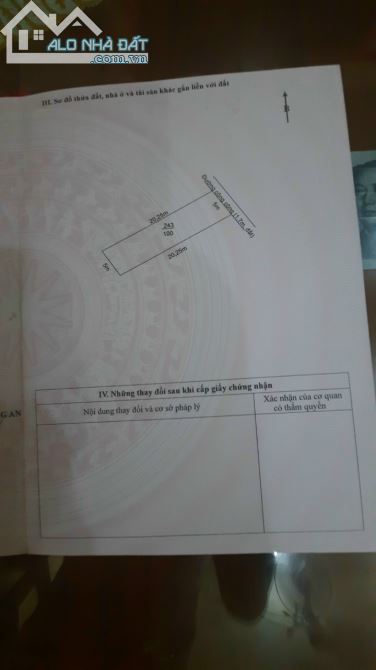 ALO NHÀ ĐẤT
.com.vn
III. Sơ đồ thửa đất, nhà ở và tài sản khác gắn liền với đất
B
Đường công cộng (1,7m, đất)
20,25m
5m
243
100
20,25m
5m
G AN
IV. Những thay đổi sau khi cấp giấy chứng nhận
Nội dung thay đổi và cơ sở pháp lý
Xác nhận của cơ quan
có thẩm quyền